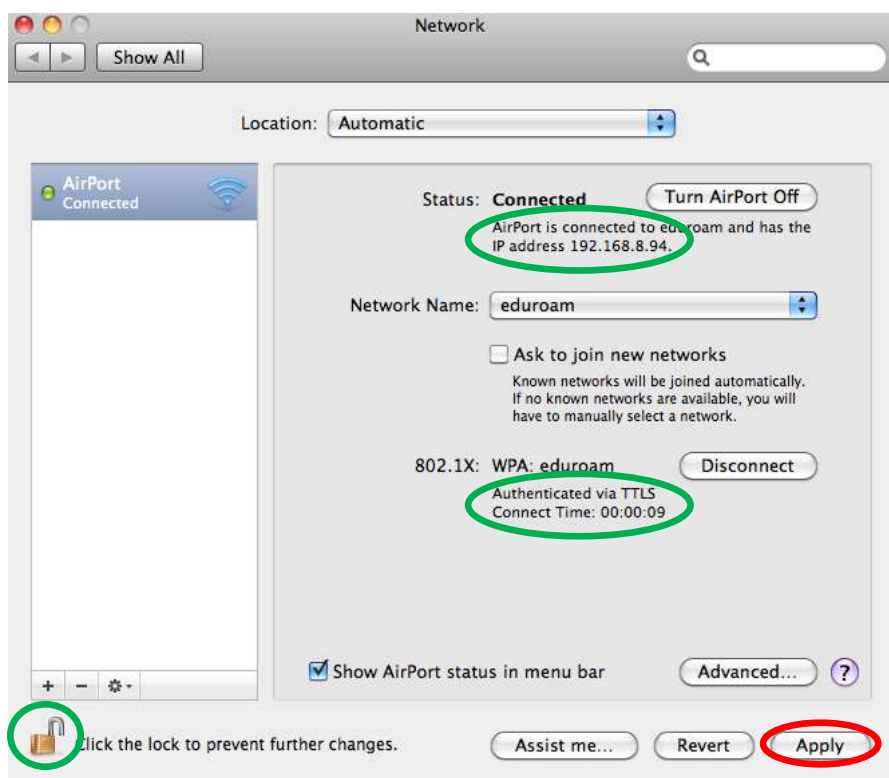 Network
Show All
Location: Automatic
AirPort
Connected
Status: Connected Turn AirPort Off
AirPort is connected to eduroam and has the
IP address 192.168.8.94.
Network Name: eduroam
Ask to join new networks
Known networks will be joined automatically.
If no known networks are available, you will
have to manually select a network.
802.1X: WPA: eduroam Disconnect
Authenticated via TTLS
Connect Time: 00:00:09
Show AirPort status in menu bar Advanced... ?
+ −
Click the lock to prevent further changes. Assist me... Revert Apply